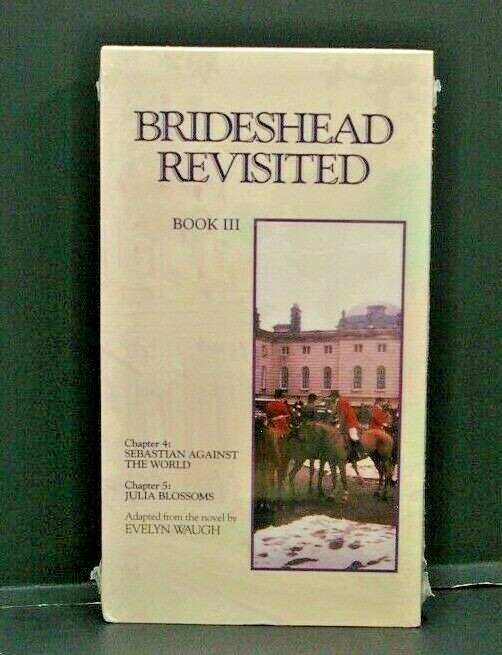 BRIDESHEAD
REVISITED
BOOK III
Chapter 4:
SEBASTIAN AGAINST
THE WORLD
Chapter 5:
JULIA BLOSSOMS
Adapted from the novel by
EVELYN WAUGH